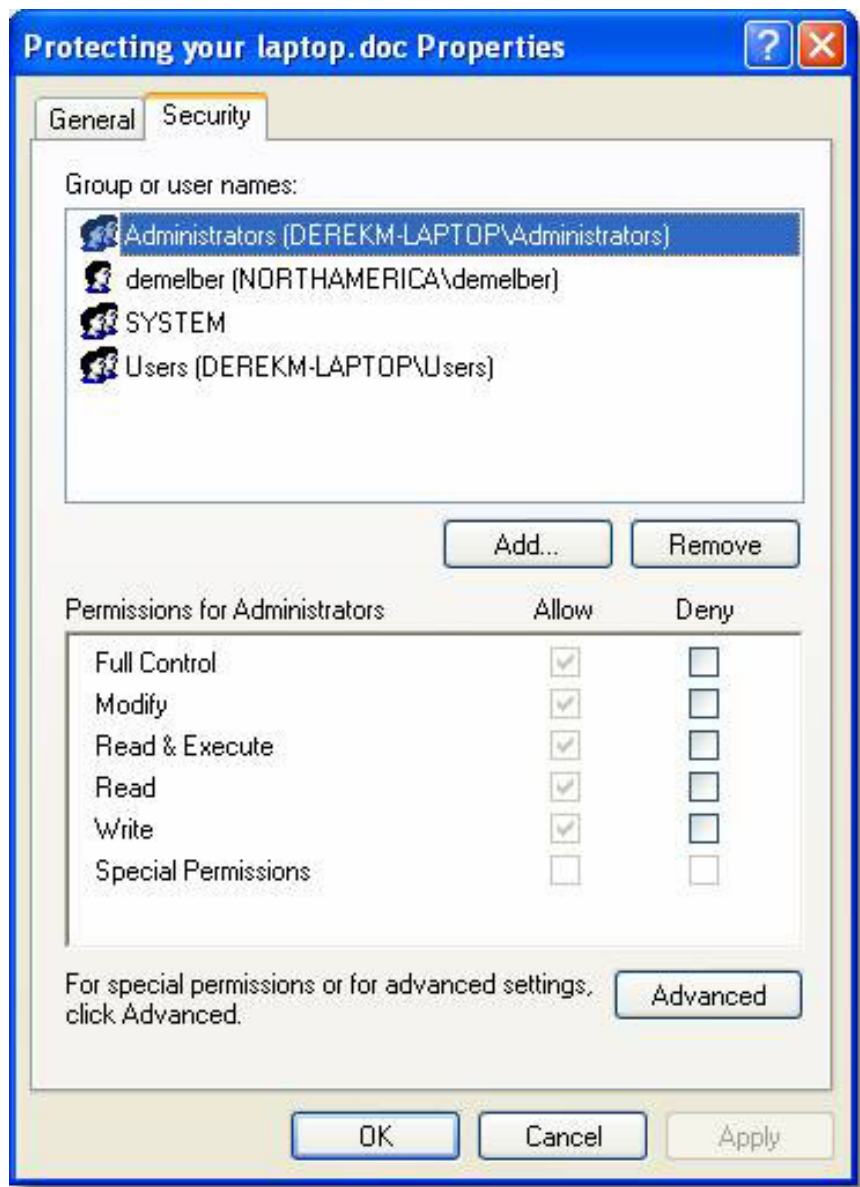 Protecting your laptop.doc Properties
General Security
Group or user names:
Administrators (DEREKM-LAPTOP\Administrators)
demelber (NORTHAMERICA\demelber)
SYSTEM
Users (DEREKM-LAPTOP\Users)
Add... Remove
Permissions for Administrators Allow Deny
Full Control
Modify
Read & Execute
Read
Write
Special Permissions
For special permissions or for advanced settings,
click Advanced.
Advanced
OK Cancel Apply